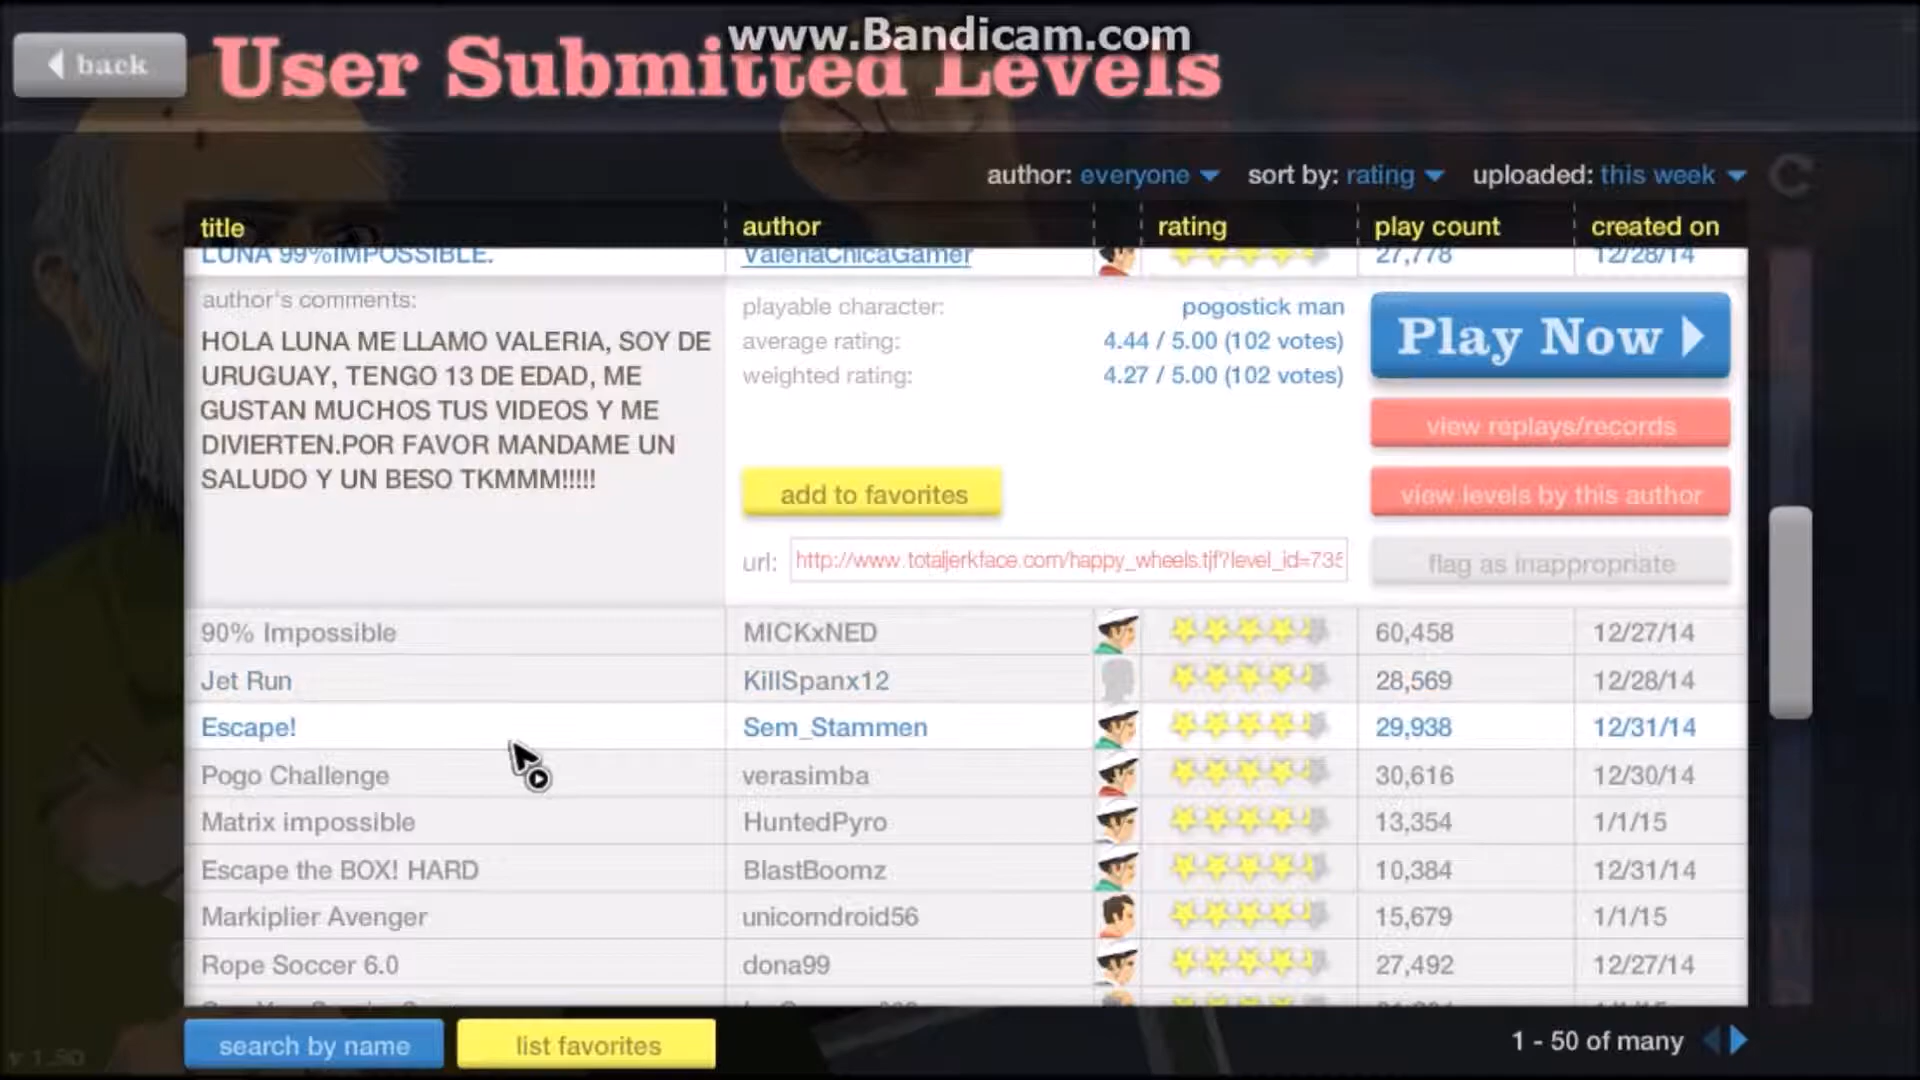 www.Bandicam.com
back
User Submitted Levels
author: everyone sort by: rating uploaded: this week
title author rating play count created on
LUNA 99%IMPOSSIBLE. ValeriaChicaGamer 27,778 12/28/14
author's comments:
HOLA LUNA ME LLAMO VALERIA, SOY DE
URUGUAY, TENGO 13 DE EDAD, ME
GUSTAN MUCHOS TUS VIDEOS Y ME
DIVIERTEN.POR FAVOR MANDAME UN
SALUDO Y UN BESO TKMMM!!!!!
playable character: pogostick man
average rating: 4.44 / 5.00 (102 votes)
weighted rating: 4.27 / 5.00 (102 votes)
add to favorites
url: http://www.totaljerkface.com/happy_wheels.tjf?level_id=735
Play Now
view replays/records
view levels by this author
flag as inappropriate
90% Impossible MICKxNED 60,458 12/27/14
Jet Run KillSpanx12 28,569 12/28/14
Escape! Sem_Stammen 29,938 12/31/14
Pogo Challenge verasimba 30,616 12/30/14
Matrix impossible HuntedPyro 13,354 1/1/15
Escape the BOX! HARD BlastBoomz 10,384 12/31/14
Markiplier Avenger unicorndroid56 15,679 1/1/15
Rope Soccer 6.0 dona99 27,492 12/27/14
search by name list favorites 1 - 50 of many
v 1.50